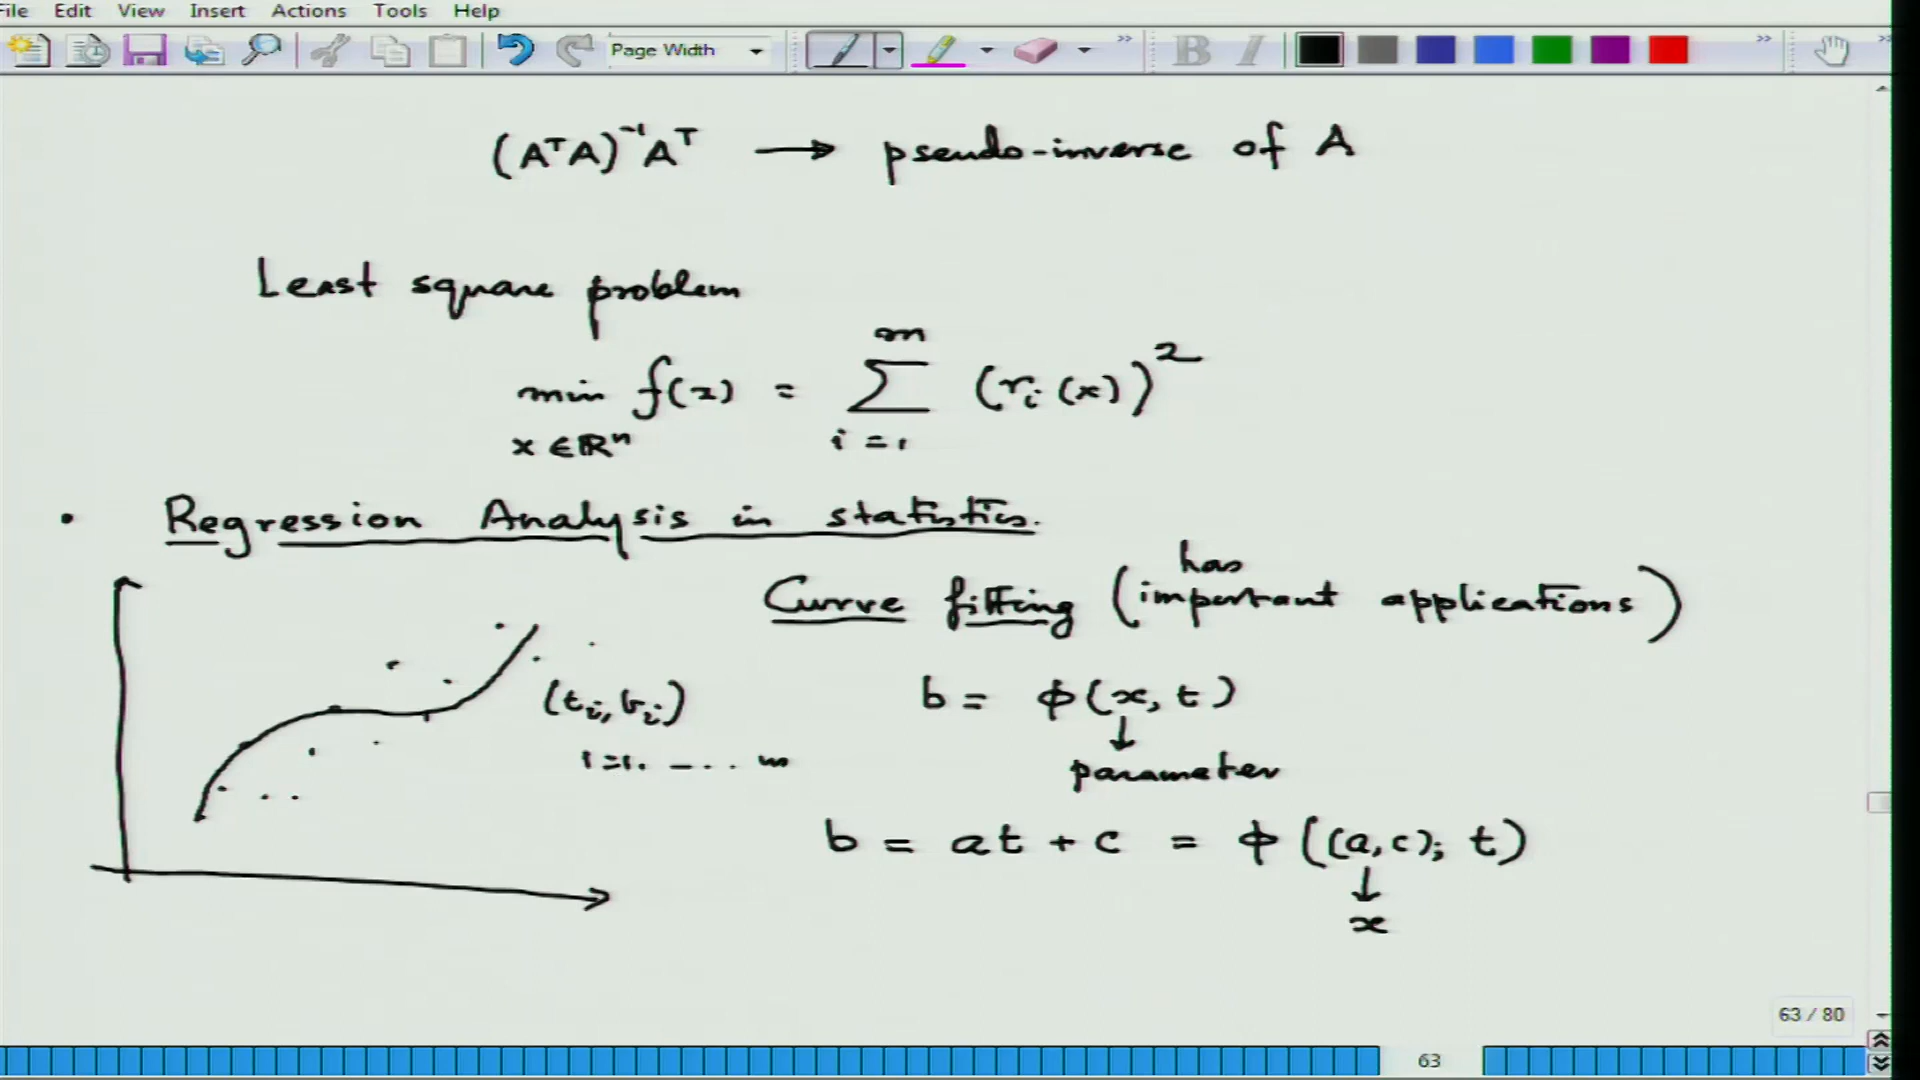 File Edit View Insert Actions Tools Help
Page Width
(AᵀA)⁻¹Aᵀ → pseudo-inverse of A
Least square problem
min f(x) = Σ (rᵢ(x))²
m
x ∈ ℝⁿ
i = 1
• Regression Analysis in statistics.
Curve fitting (has important applications)
(tᵢ, bᵢ)
i=1. -... m
b = φ(x, t)
↓
parameter
b = at + c = φ((a,c); t)
↓
x
63 / 80
63